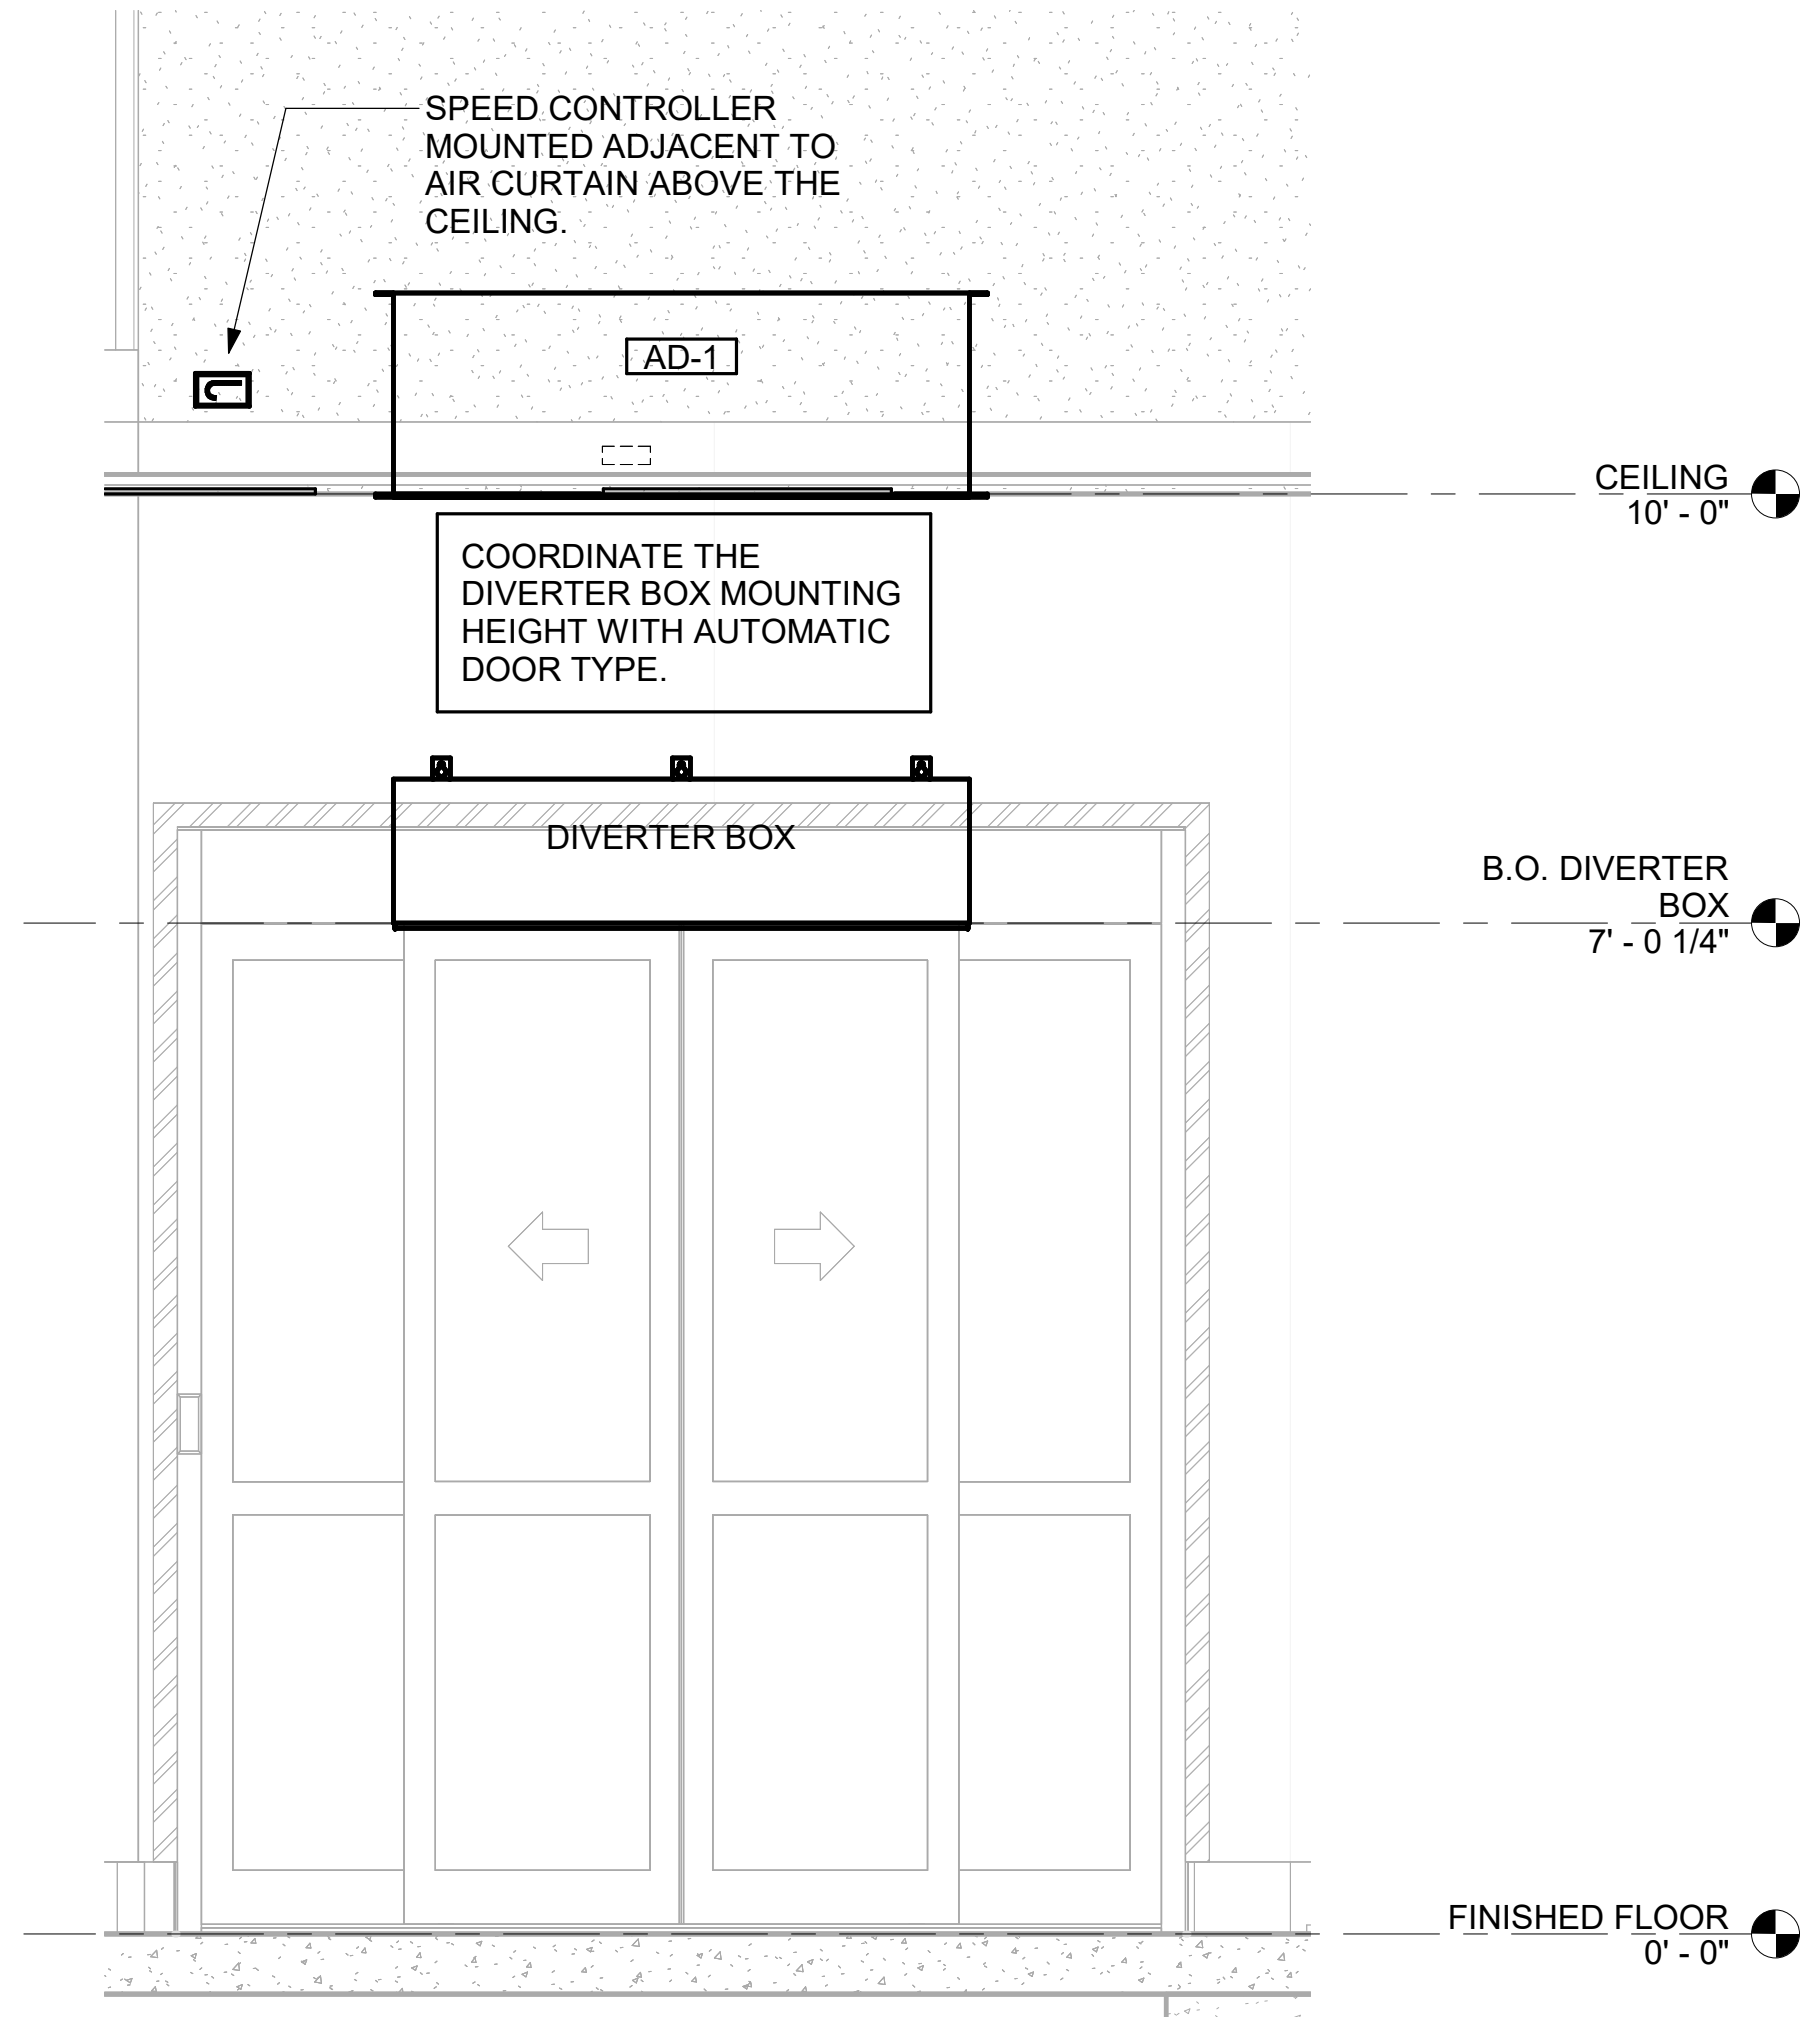 SPEED CONTROLLER
MOUNTED ADJACENT TO
AIR CURTAIN ABOVE THE
CEILING.
AD-1
CEILING
10' - 0"
COORDINATE THE
DIVERTER BOX MOUNTING
HEIGHT WITH AUTOMATIC
DOOR TYPE.
DIVERTER BOX
B.O. DIVERTER
BOX
7' - 0 1/4"
FINISHED FLOOR
0' - 0"